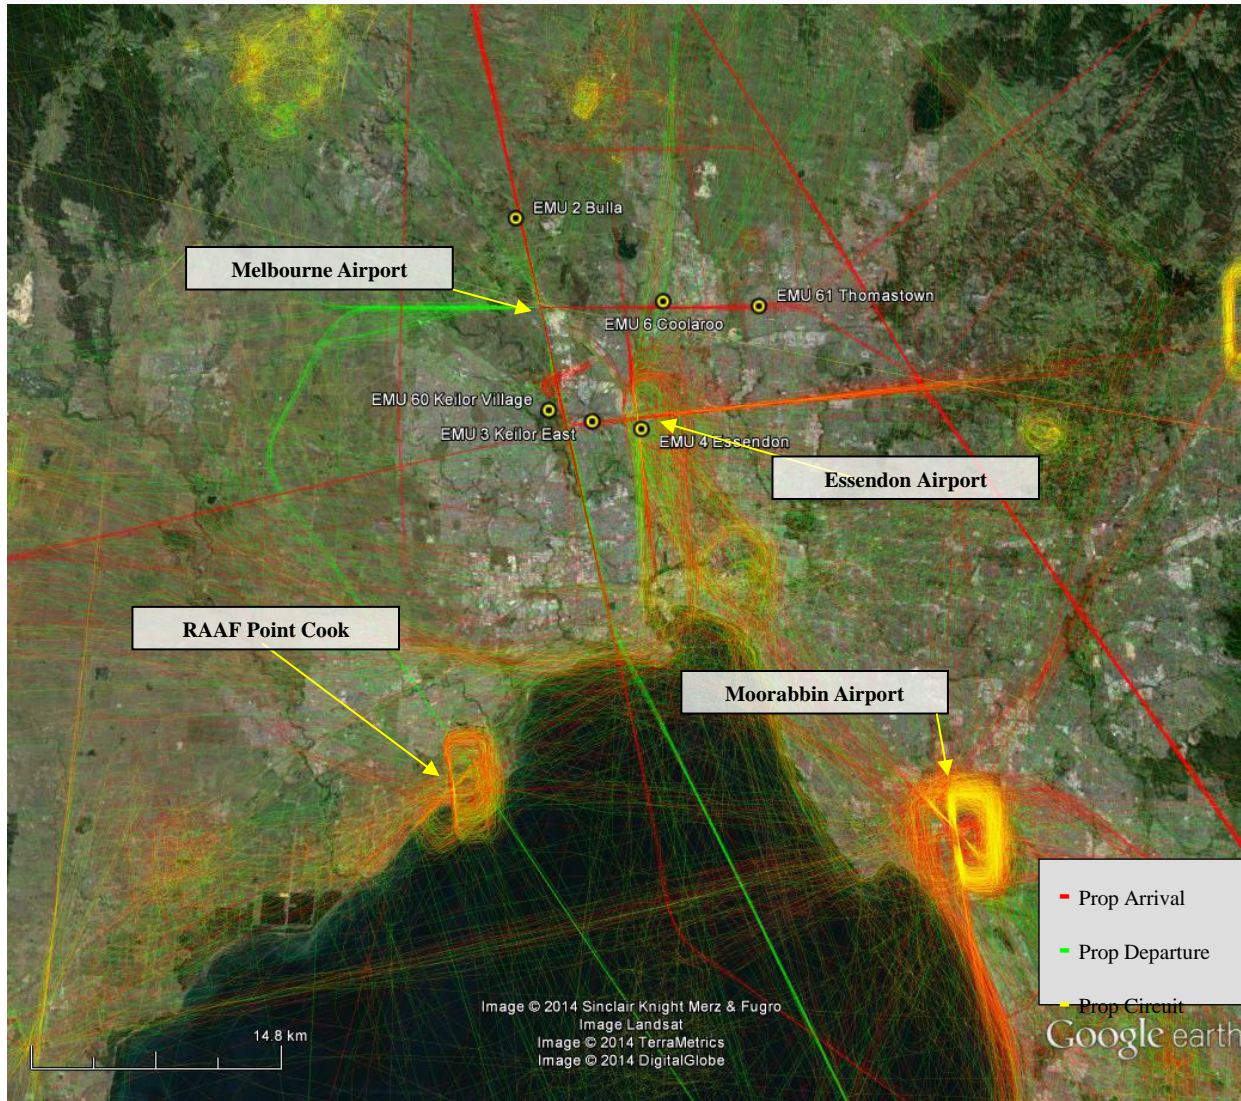 EMU 2 Bulla
Melbourne Airport
EMU 61 Thomastown
EMU 6 Coolaroo
EMU 60 Keilor Village
EMU 3 Keilor East
EMU 4 Essendon
Essendon Airport
RAAF Point Cook
Moorabbin Airport
Prop Arrival
Prop Departure
Prop Circuit
Image © 2014 Sinclair Knight Merz & Fugro
Image Landsat
Image © 2014 TerraMetrics
Image © 2014 DigitalGlobe
14.8 km
Google earth